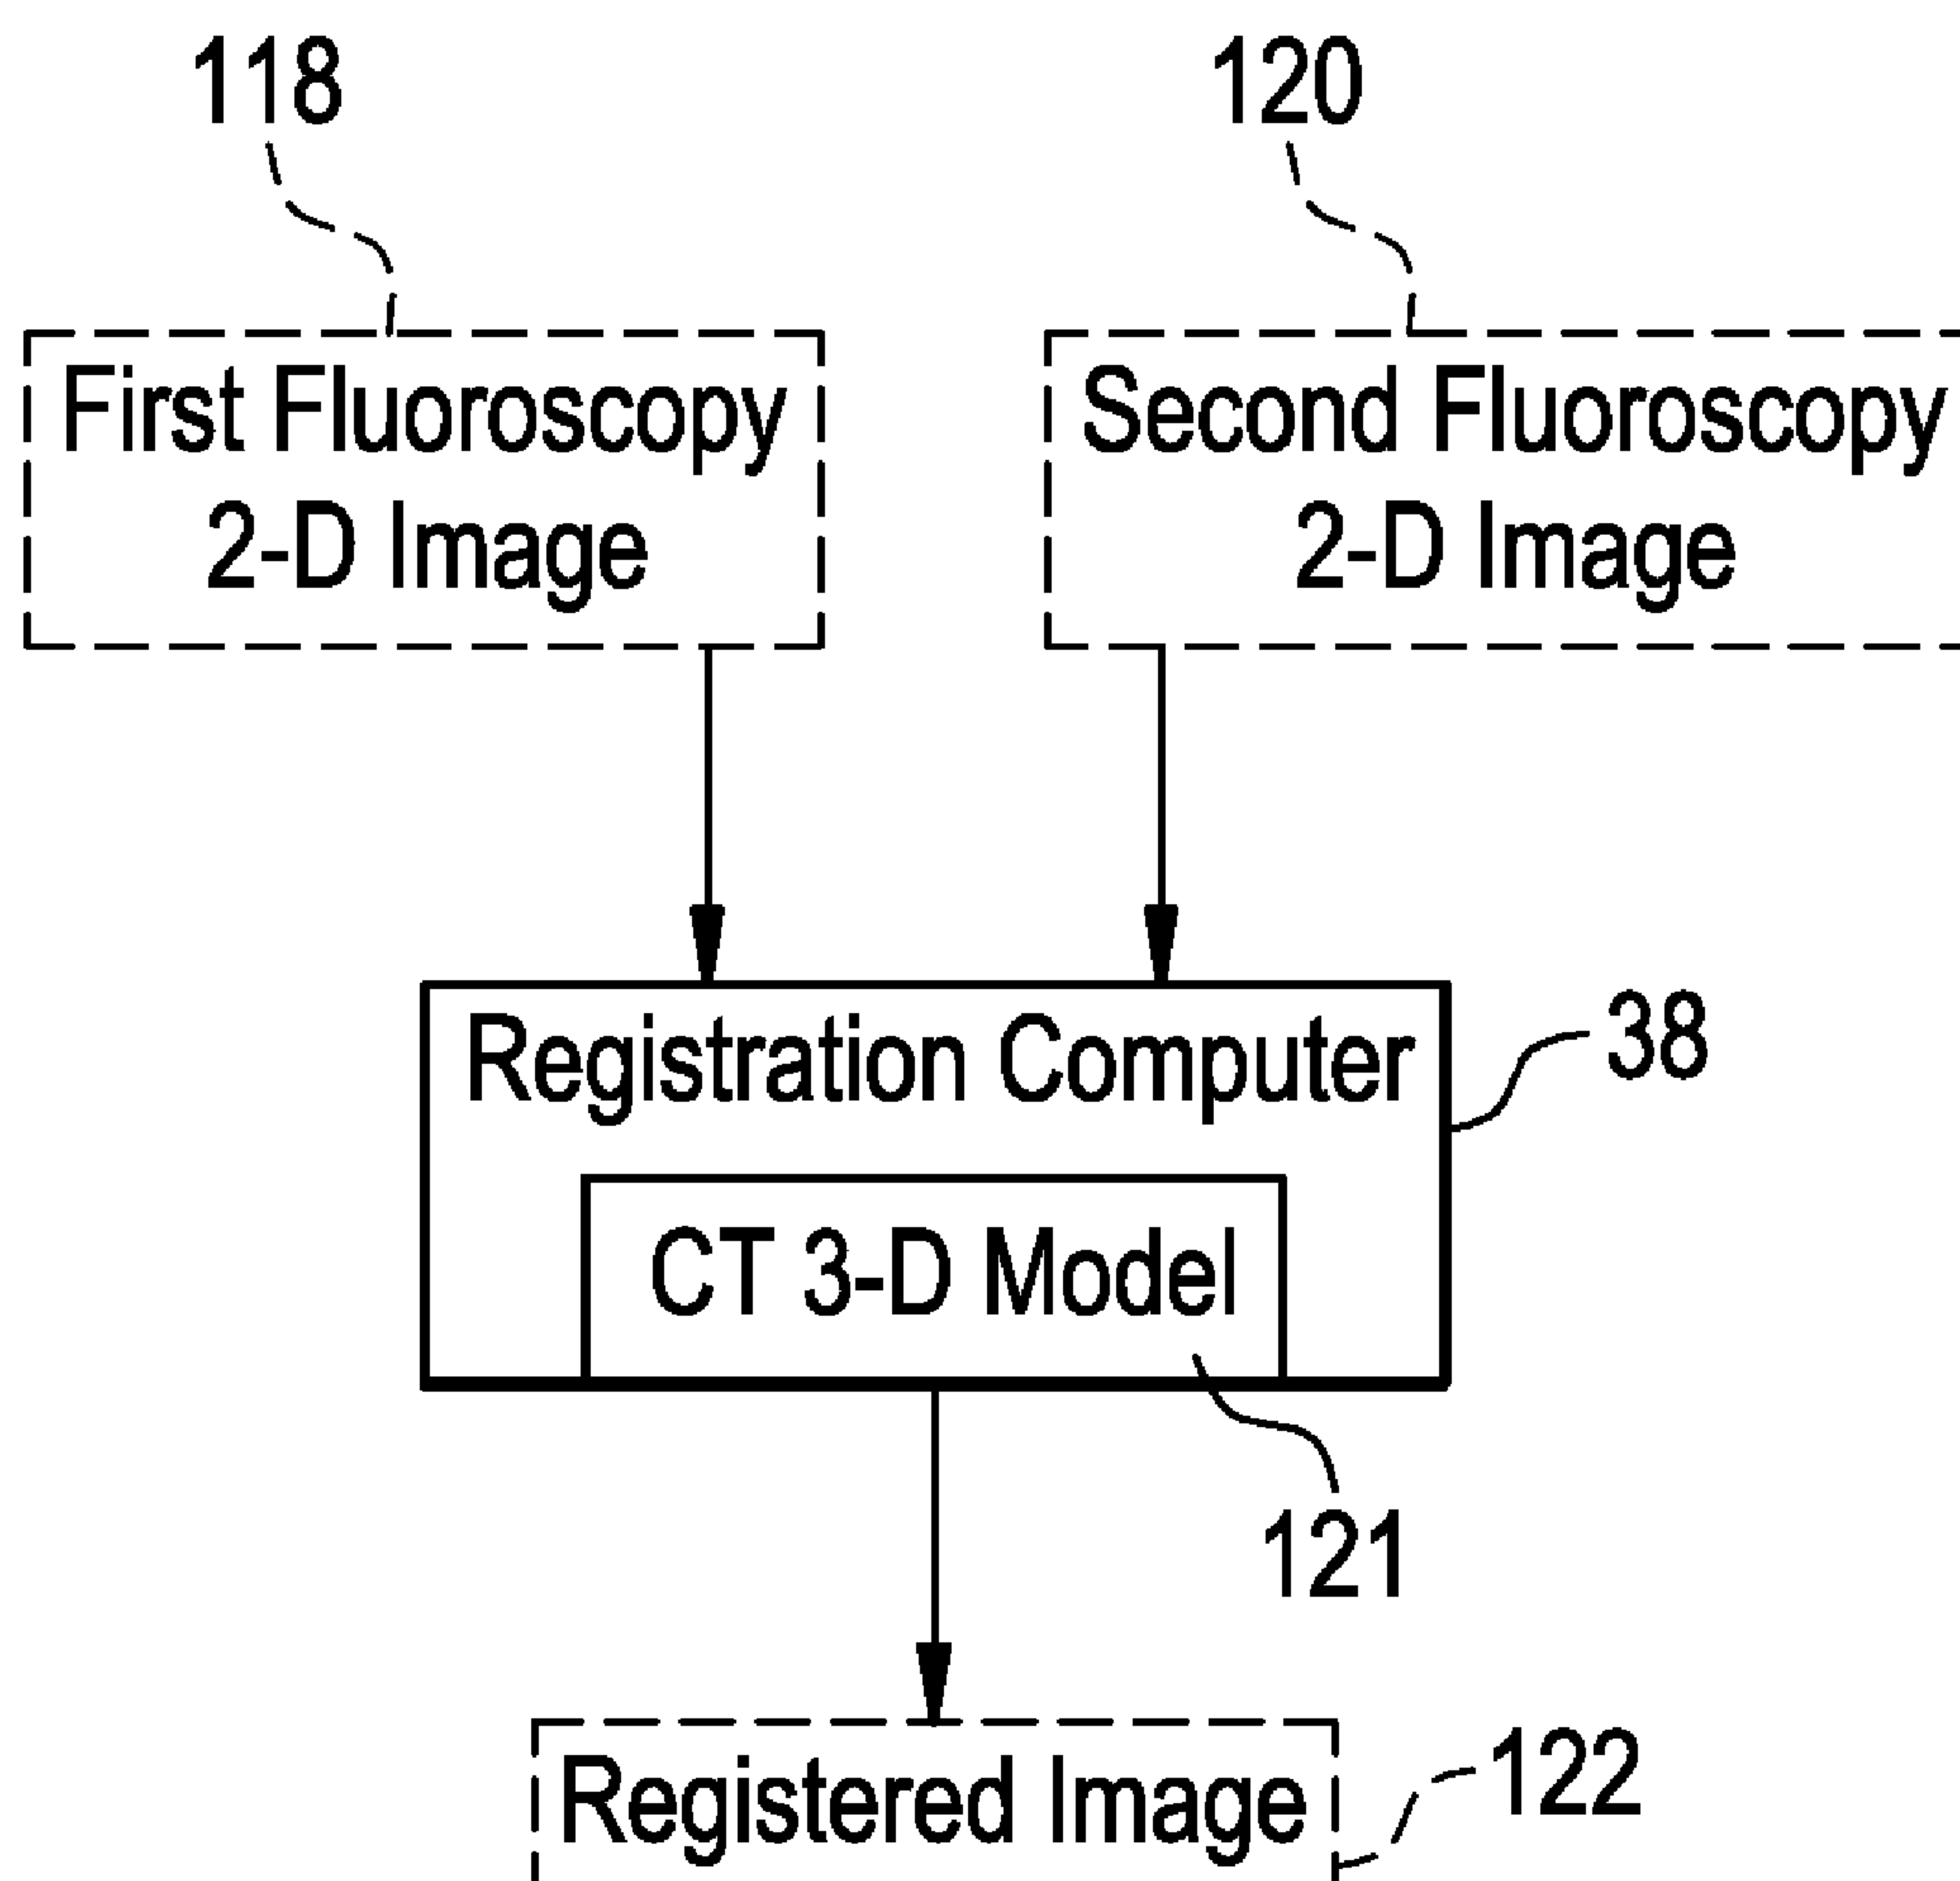 118
120
First Fluoroscopy
2-D Image
Second Fluoroscopy
2-D Image
Registration Computer
38
CT 3-D Model
121
Registered Image
122